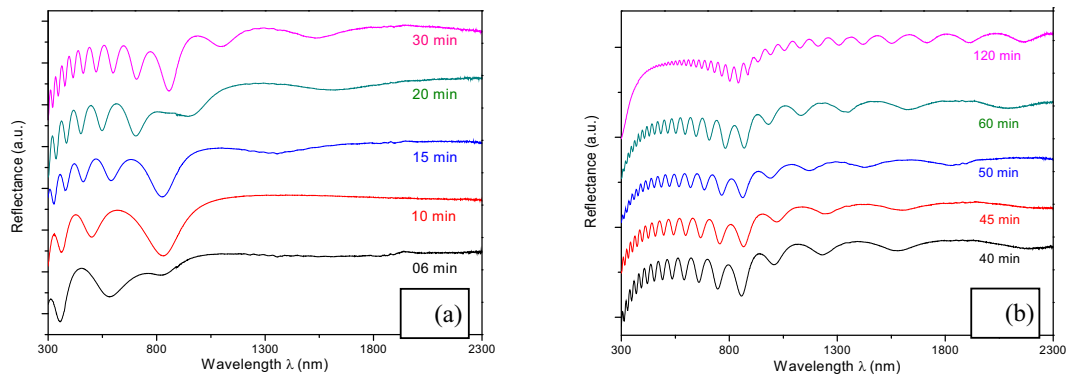 Reflectance (a.u.)
30 min
20 min
15 min
10 min
06 min
(a)
300 800 1300 1800 2300
Wavelength λ (nm)
Reflectance (a.u.)
120 min
60 min
50 min
45 min
40 min
(b)
300 800 1300 1800 2300
Wavelength λ (nm)